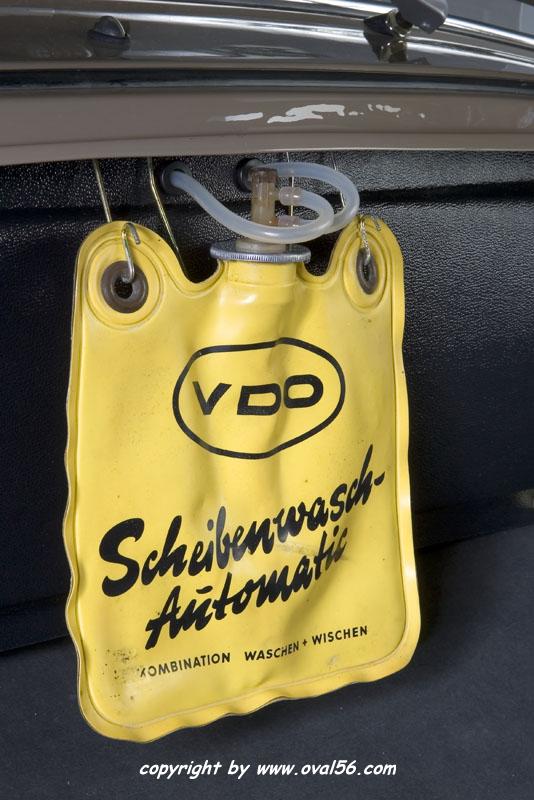 VDO
Scheibenwasch-
Automatic
KOMBINATION WASCHEN + WISCHEN
copyright by www.oval56.com